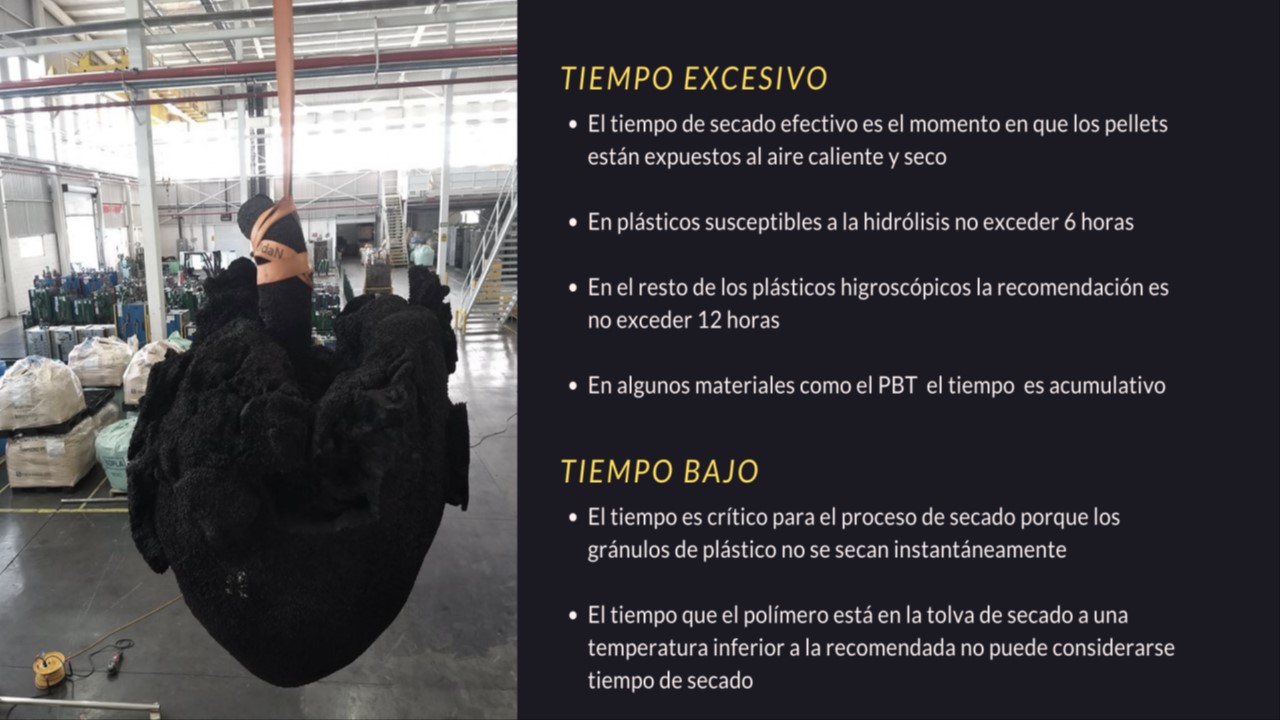 TIEMPO EXCESIVO
• El tiempo de secado efectivo es el momento en que los pellets
están expuestos al aire caliente y seco
• En plásticos susceptibles a la hidrólisis no exceder 6 horas
• En el resto de los plásticos higroscópicos la recomendación es
no exceder 12 horas
• En algunos materiales como el PBT el tiempo es acumulativo
TIEMPO BAJO
• El tiempo es crítico para el proceso de secado porque los
gránulos de plástico no se secan instantáneamente
• El tiempo que el polímero está en la tolva de secado a una
temperatura inferior a la recomendada no puede considerarse
tiempo de secado
daN